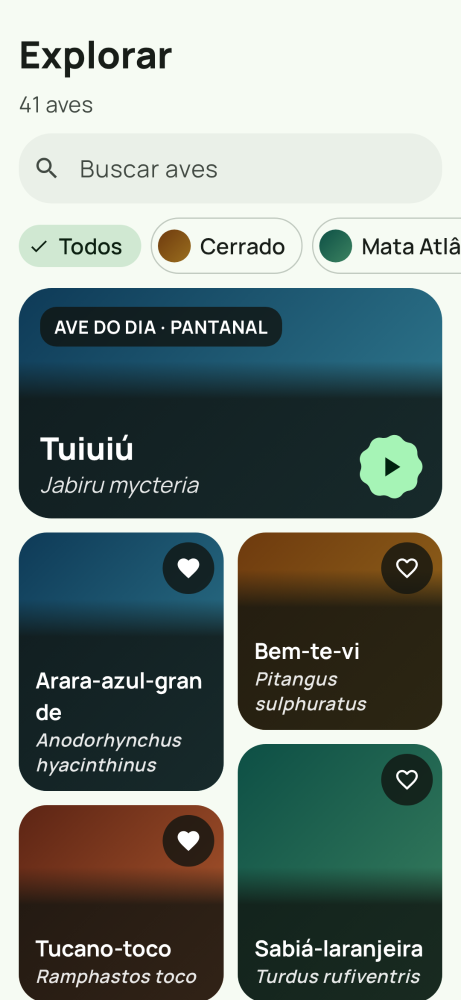 Explorar
41 aves
Buscar aves
Todos
Cerrado
Mata Atlâ
AVE DO DIA · PANTANAL
Tuiuiú
Jabiru mycteria
Arara-azul-gran
de
Anodorhynchus
hyacinthinus
Bem-te-vi
Pitangus
sulphuratus
Tucano-toco
Ramphastos toco
Sabiá-laranjeira
Turdus rufiventris